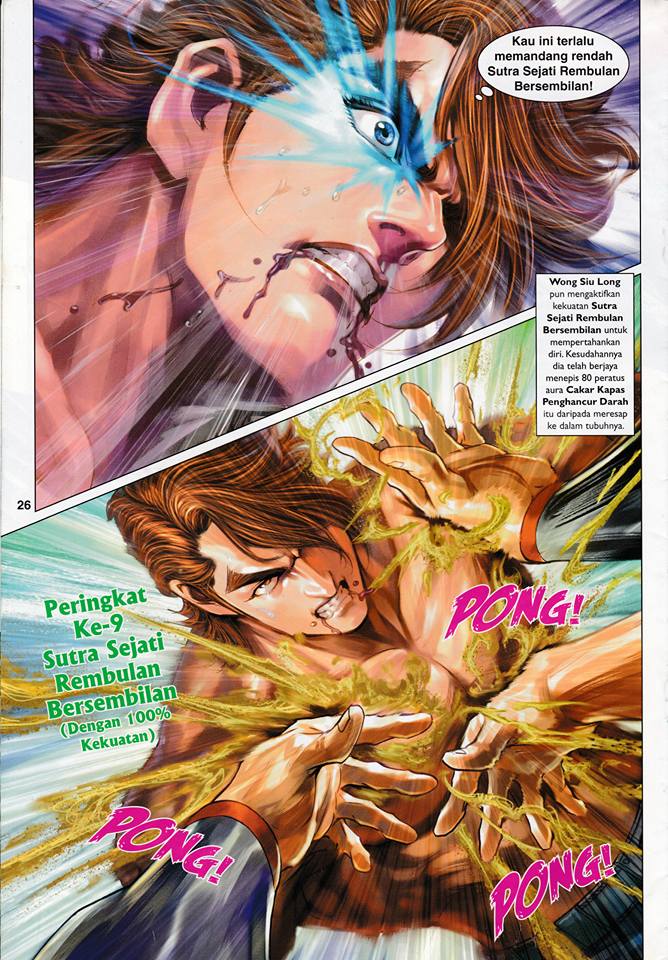 Kau ini terlalu
memandang rendah
Sutra Sejati Rembulan
Bersembilan!
Wong Siu Long
pun mengaktifkan
kekuatan Sutra
Sejati Rembulan
Bersembilan untuk
mempertahankan
diri. Kesudahannya
dia telah berjaya
menepis 80 peratus
aura Cakar Kapas
Penghancur Darah
itu daripada meresap
ke dalam tubuhnya.
26
Peringkat
Ke-9
Sutra Sejati
Rembulan
Bersembilan
(Dengan 100%
Kekuatan)
PONG!
PONG!
PONG!